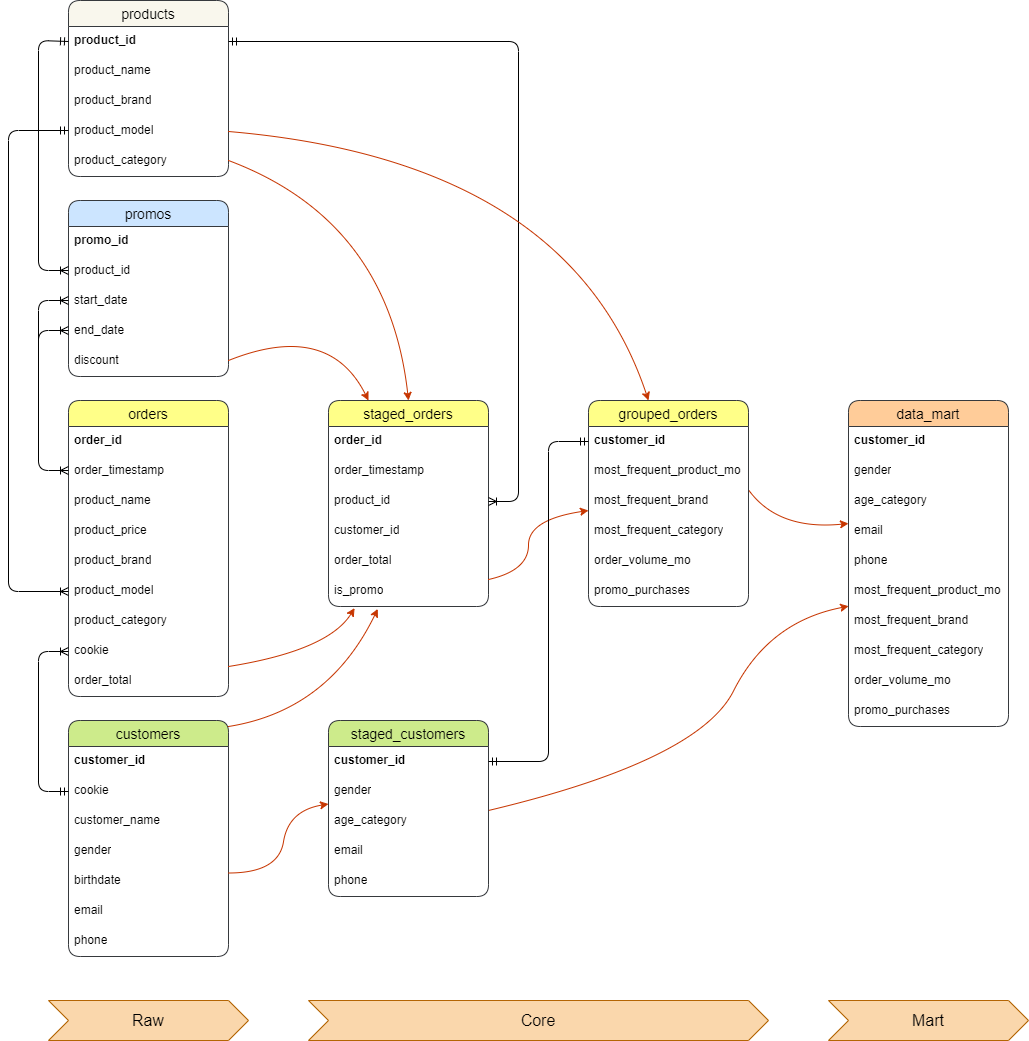 products
product_id
product_name
product_brand
product_model
product_category
promos
promo_id
product_id
start_date
end_date
discount
orders
order_id
order_timestamp
product_name
product_price
product_brand
product_model
product_category
cookie
order_total
staged_orders
order_id
order_timestamp
product_id
customer_id
order_total
is_promo
grouped_orders
customer_id
most_frequent_product_mo
most_frequent_brand
most_frequent_category
order_volume_mo
promo_purchases
data_mart
customer_id
gender
age_category
email
phone
most_frequent_product_mo
most_frequent_brand
most_frequent_category
order_volume_mo
promo_purchases
customers
customer_id
cookie
customer_name
gender
birthdate
email
phone
staged_customers
customer_id
gender
age_category
email
phone
Raw
Core
Mart